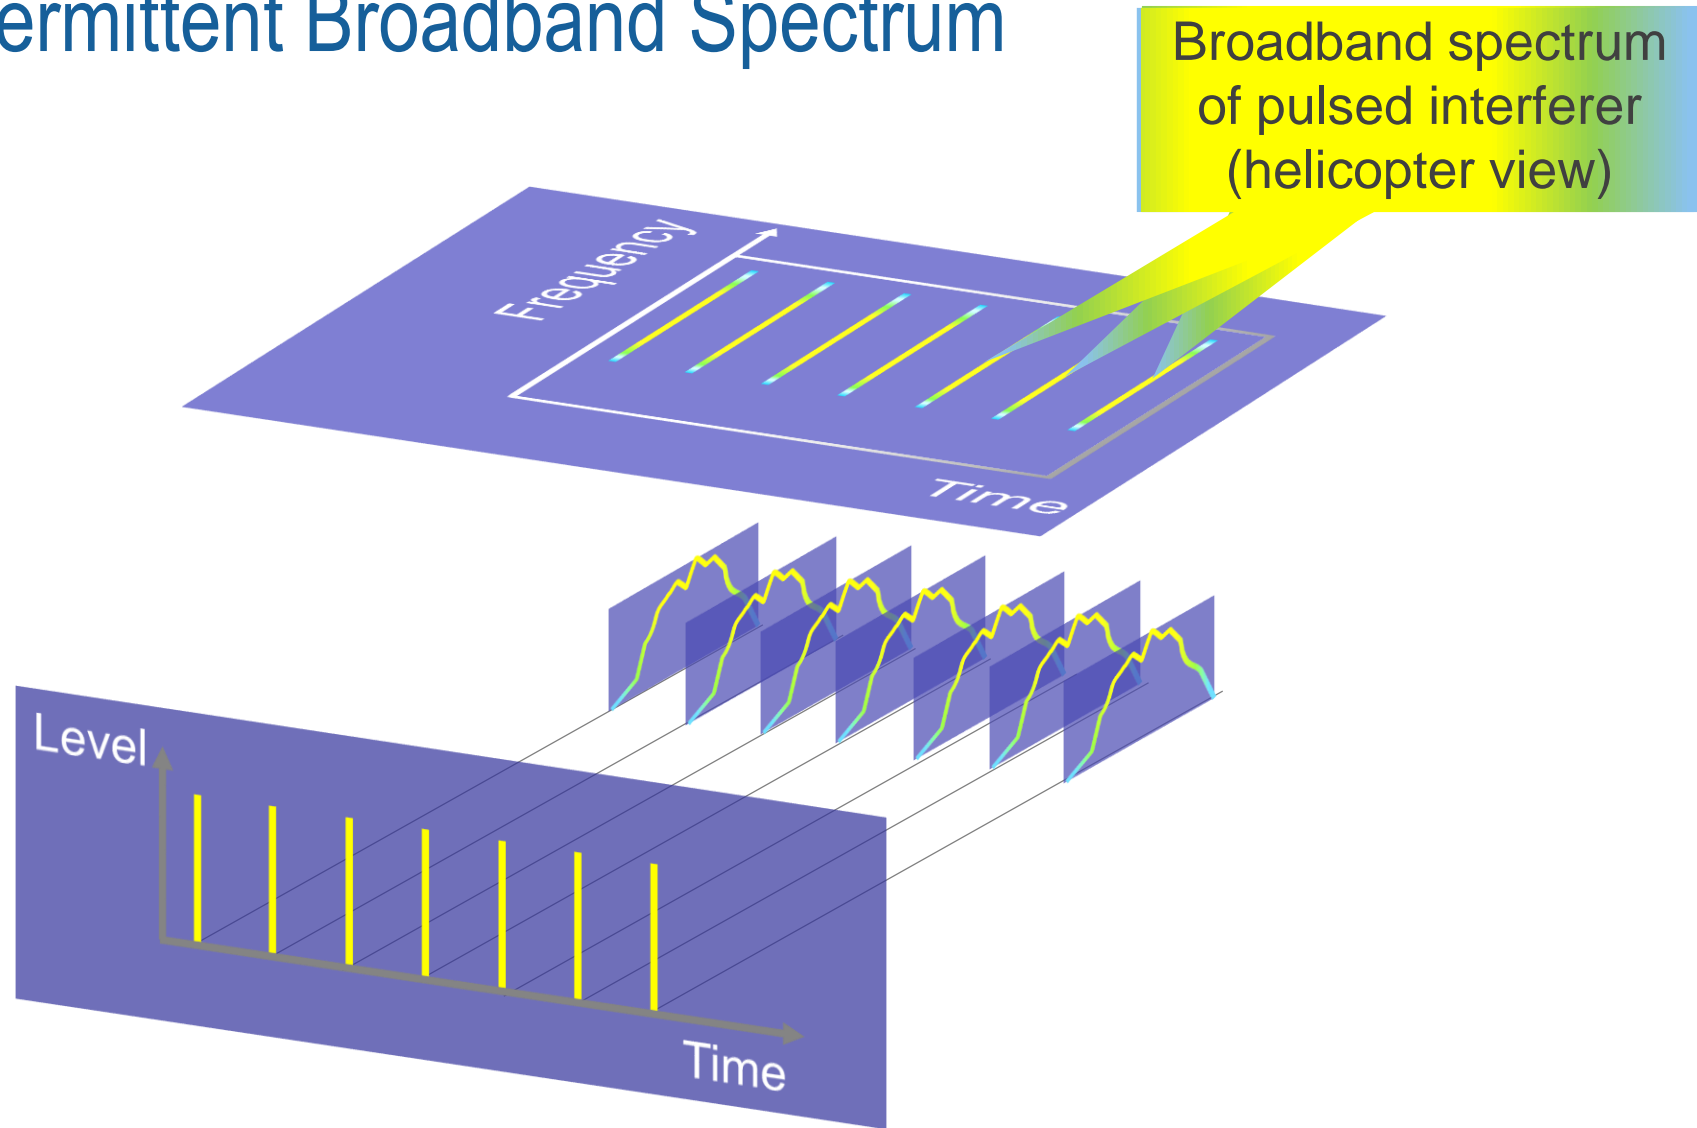 ermittent Broadband Spectrum
Broadband spectrum
of pulsed interferer
(helicopter view)
Frequency
Time
Level
Time